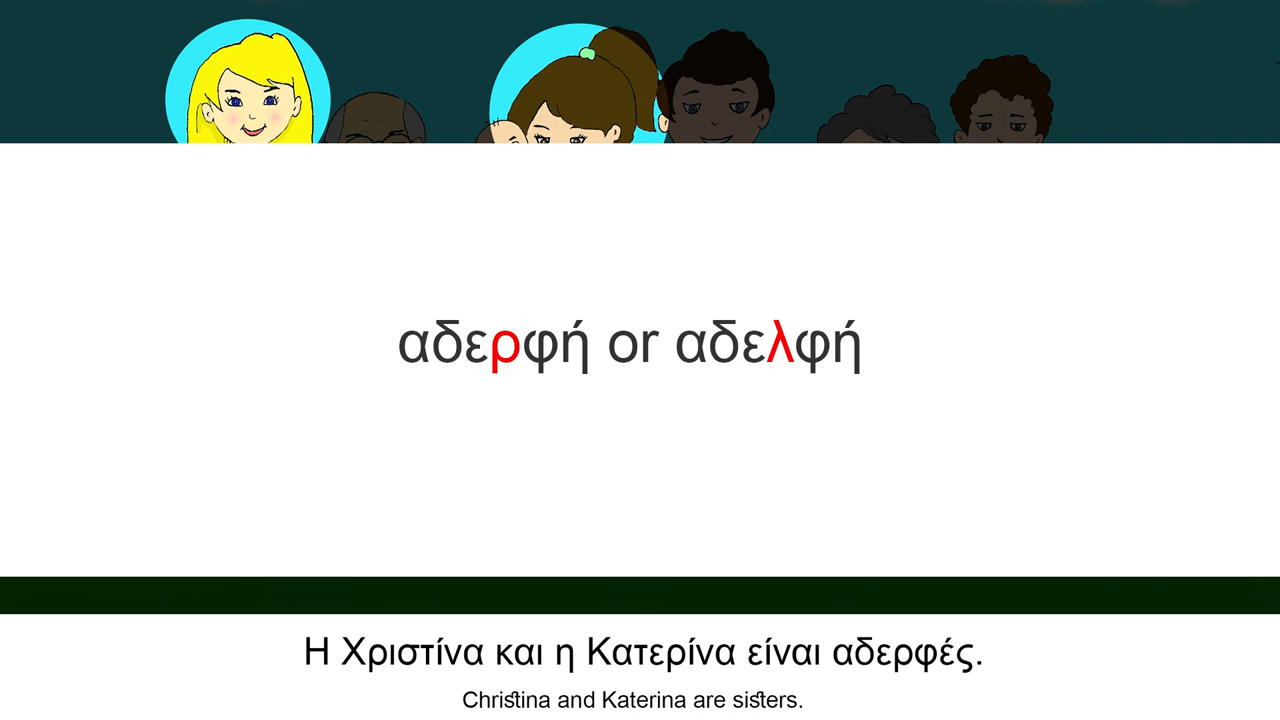 αδερφή or αδελφή
Η Χριστίνα και η Κατερίνα είναι αδερφές.
Christina and Katerina are sisters.